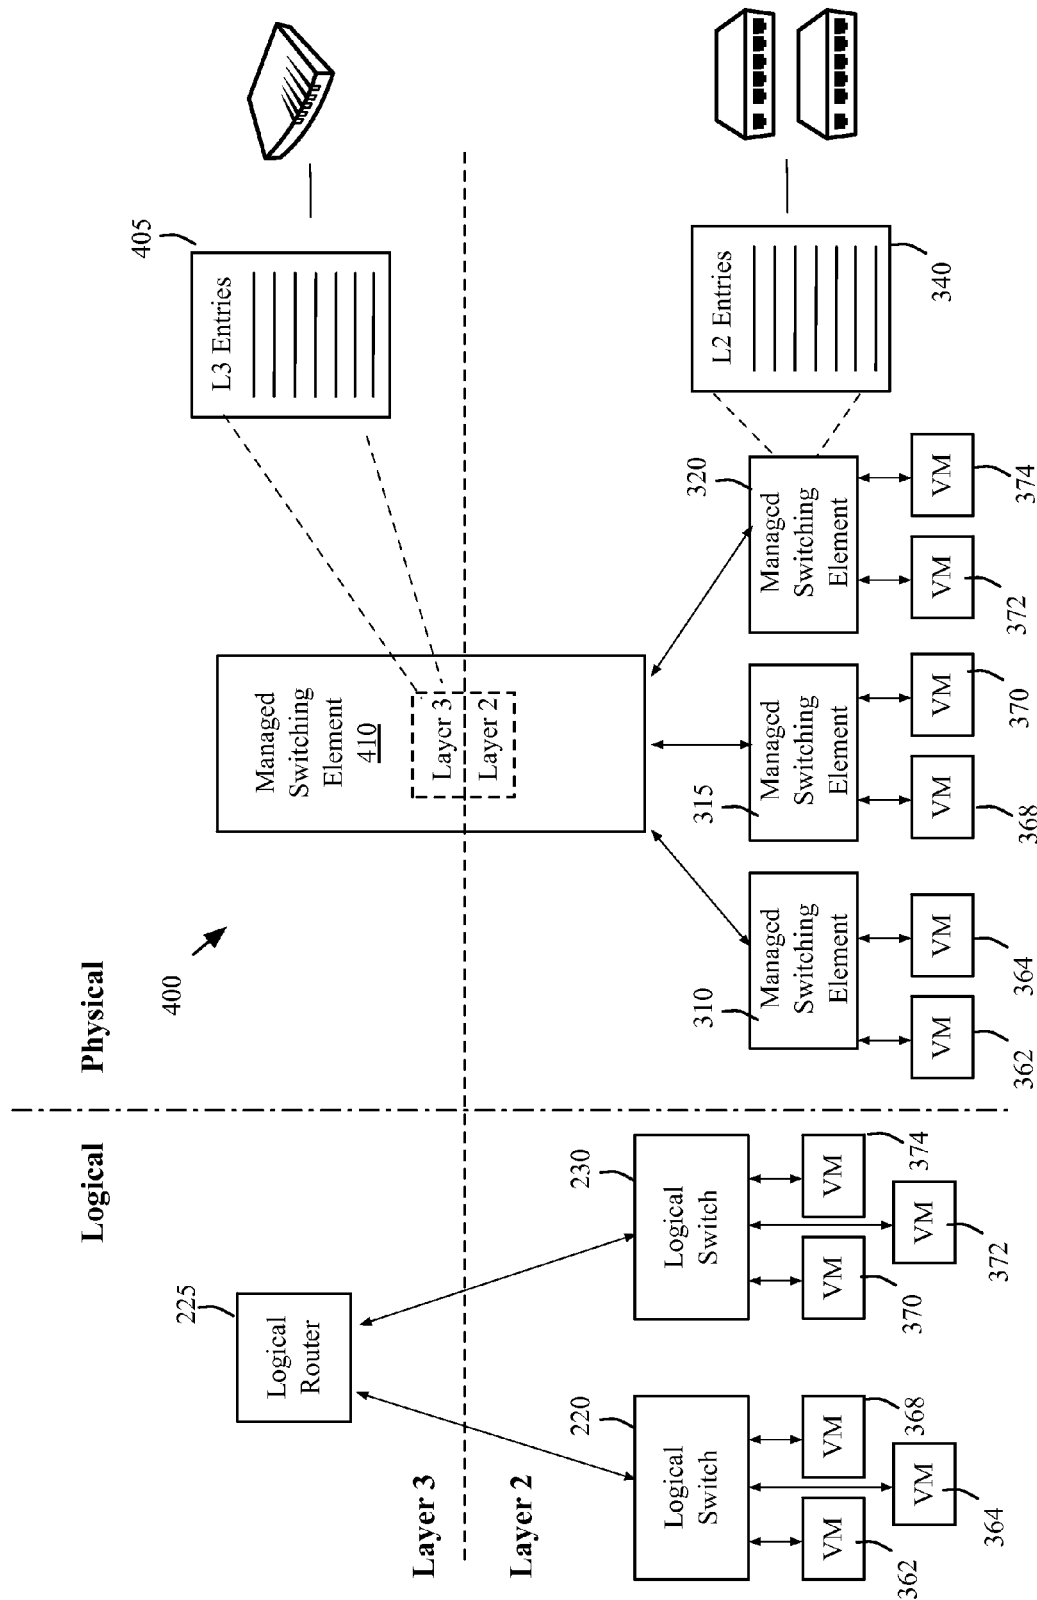 Logical
Physical
400
225
Logical
Router
Managed
Switching
Element
410
Layer 3
Layer 2
405
L3 Entries
Layer 3
Layer 2
220
Logical
Switch
230
Logical
Switch
VM
362
VM
364
VM
368
VM
370
VM
372
VM
374
310
Managed
Switching
Element
315
Managed
Switching
Element
320
Managed
Switching
Element
L2 Entries
340
VM
362
VM
364
VM
368
VM
370
VM
372
VM
374